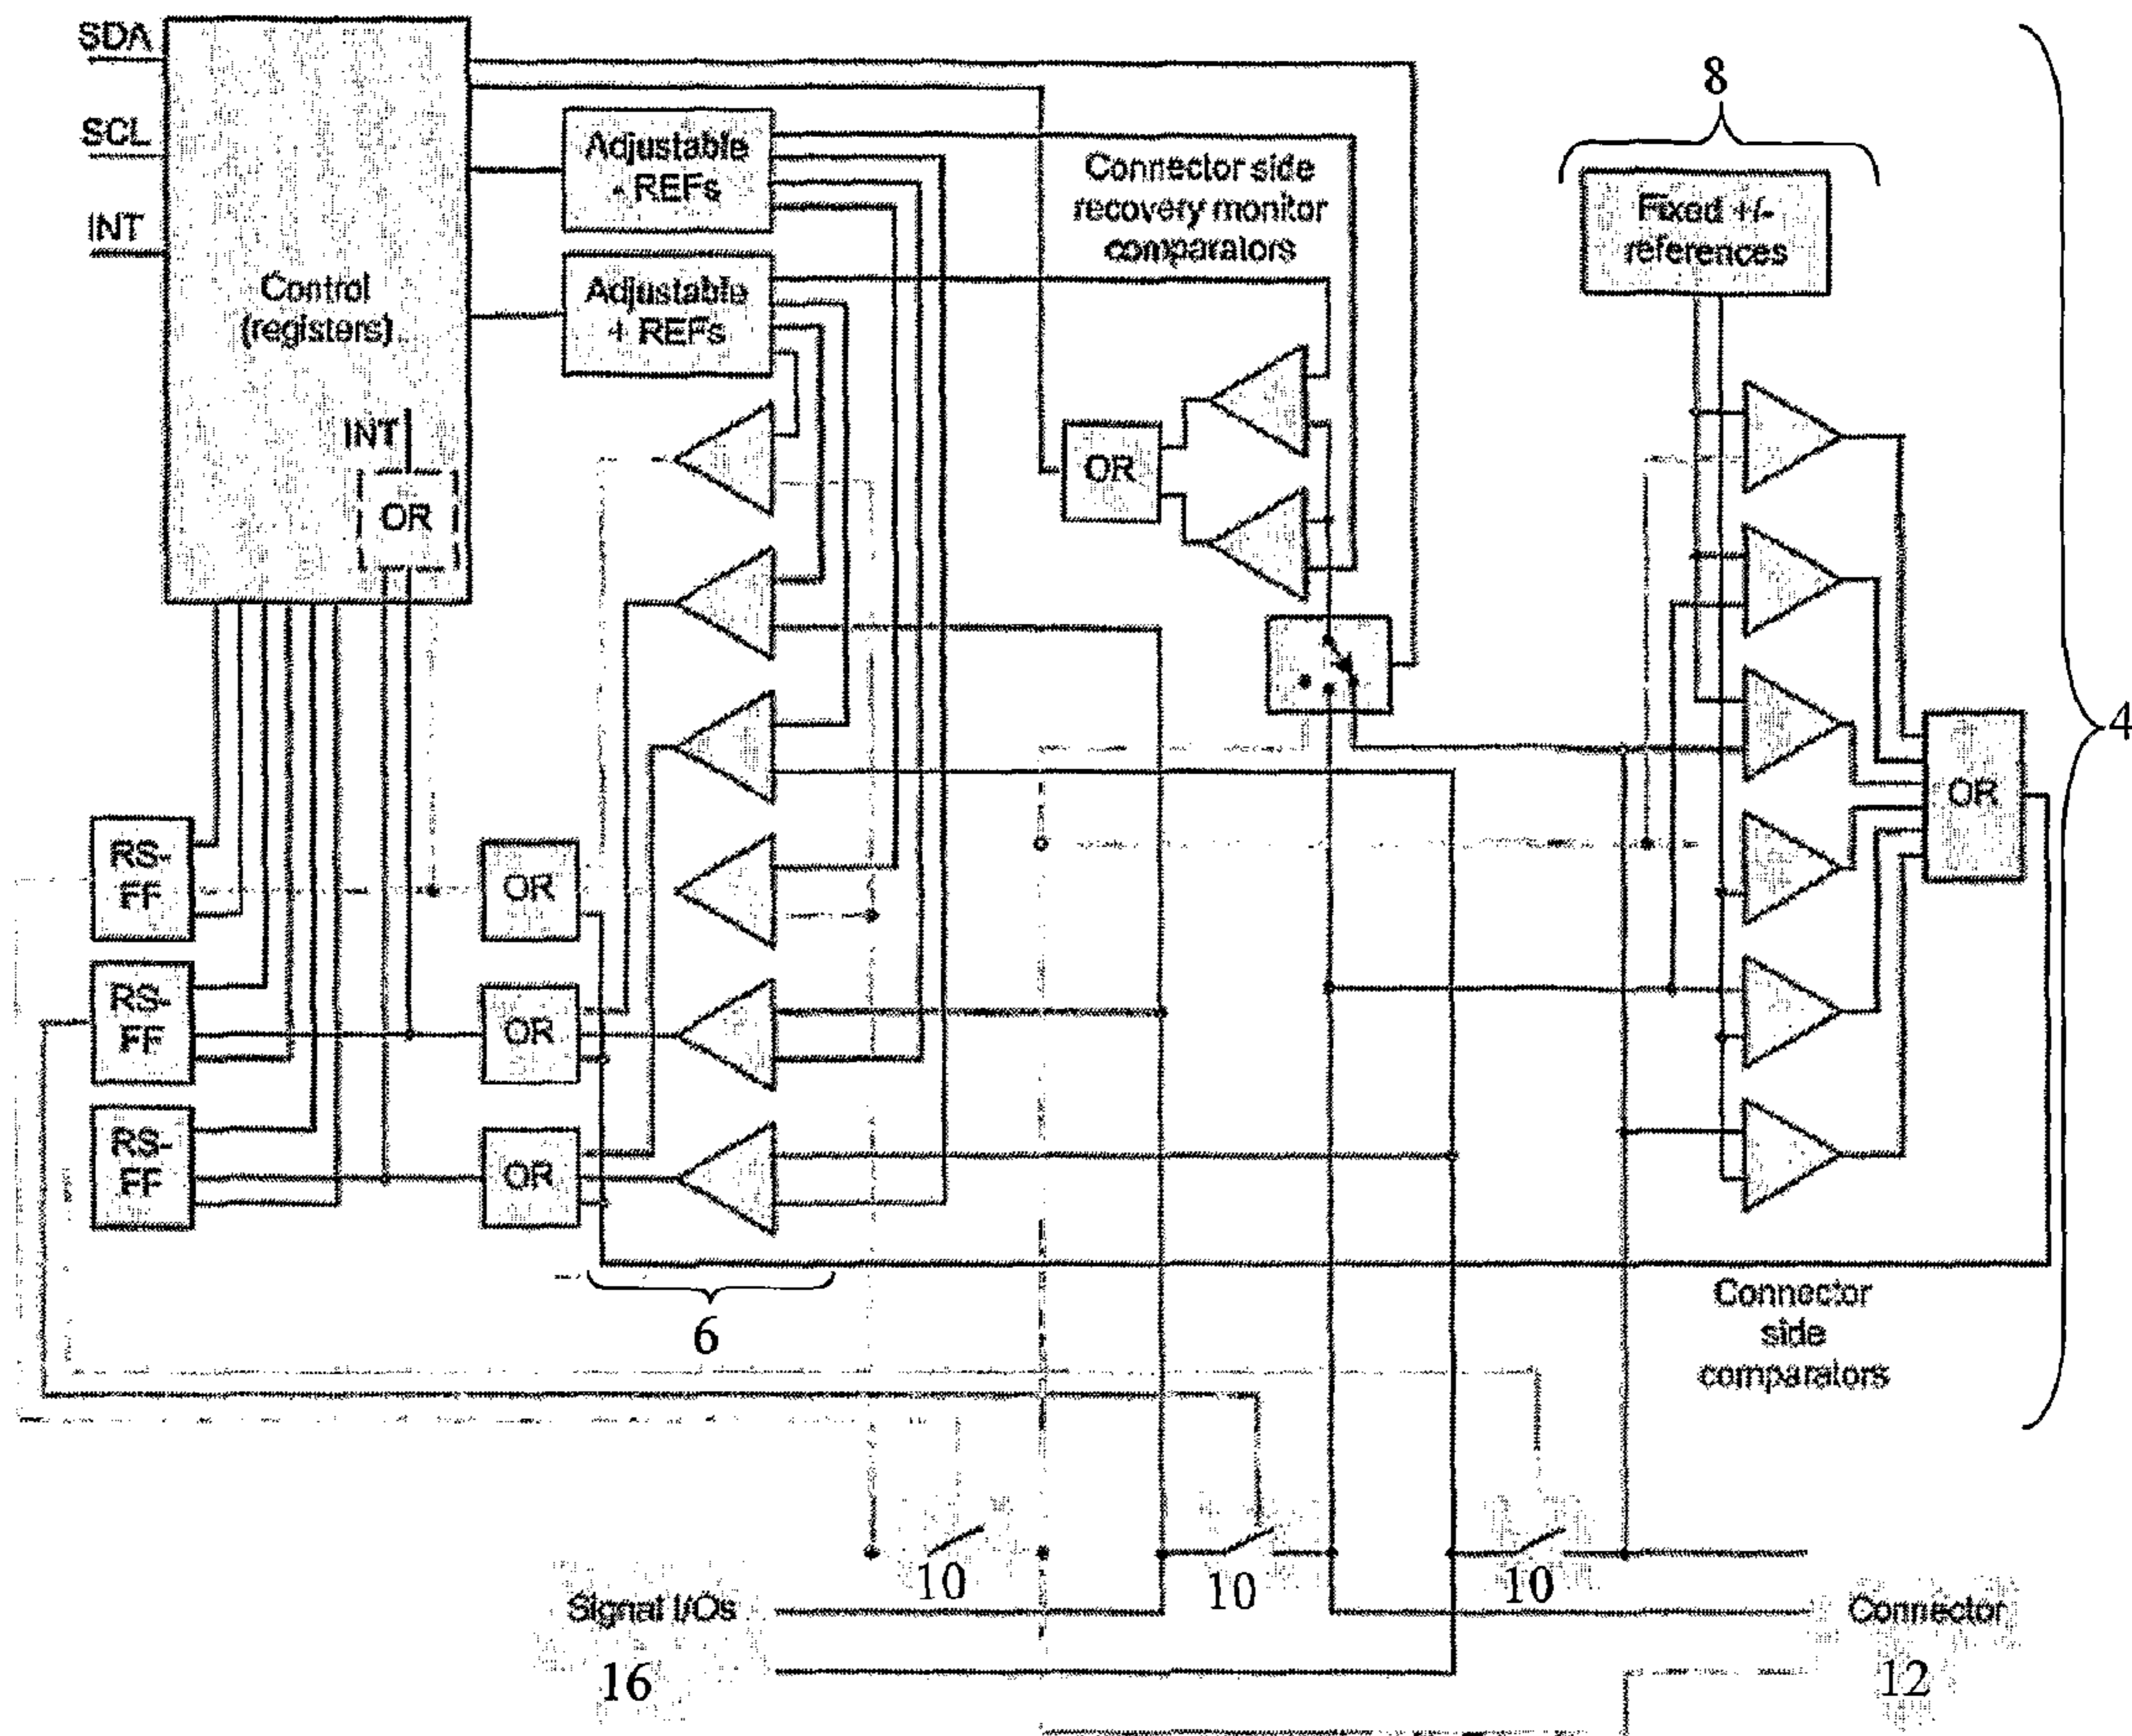 SDA
SCL
INT
Control
(registers)
INT
OR
Adjustable
- REFs
Adjustable
+ REFs
Connector side
recovery monitor
comparators
OR
8
Fixed +/-
references
4
OR
RS-
FF
OR
RS-
FF
OR
RS-
FF
OR
6
Connector
side
comparators
10
10
10
Signal I/Os
16
Connector
12